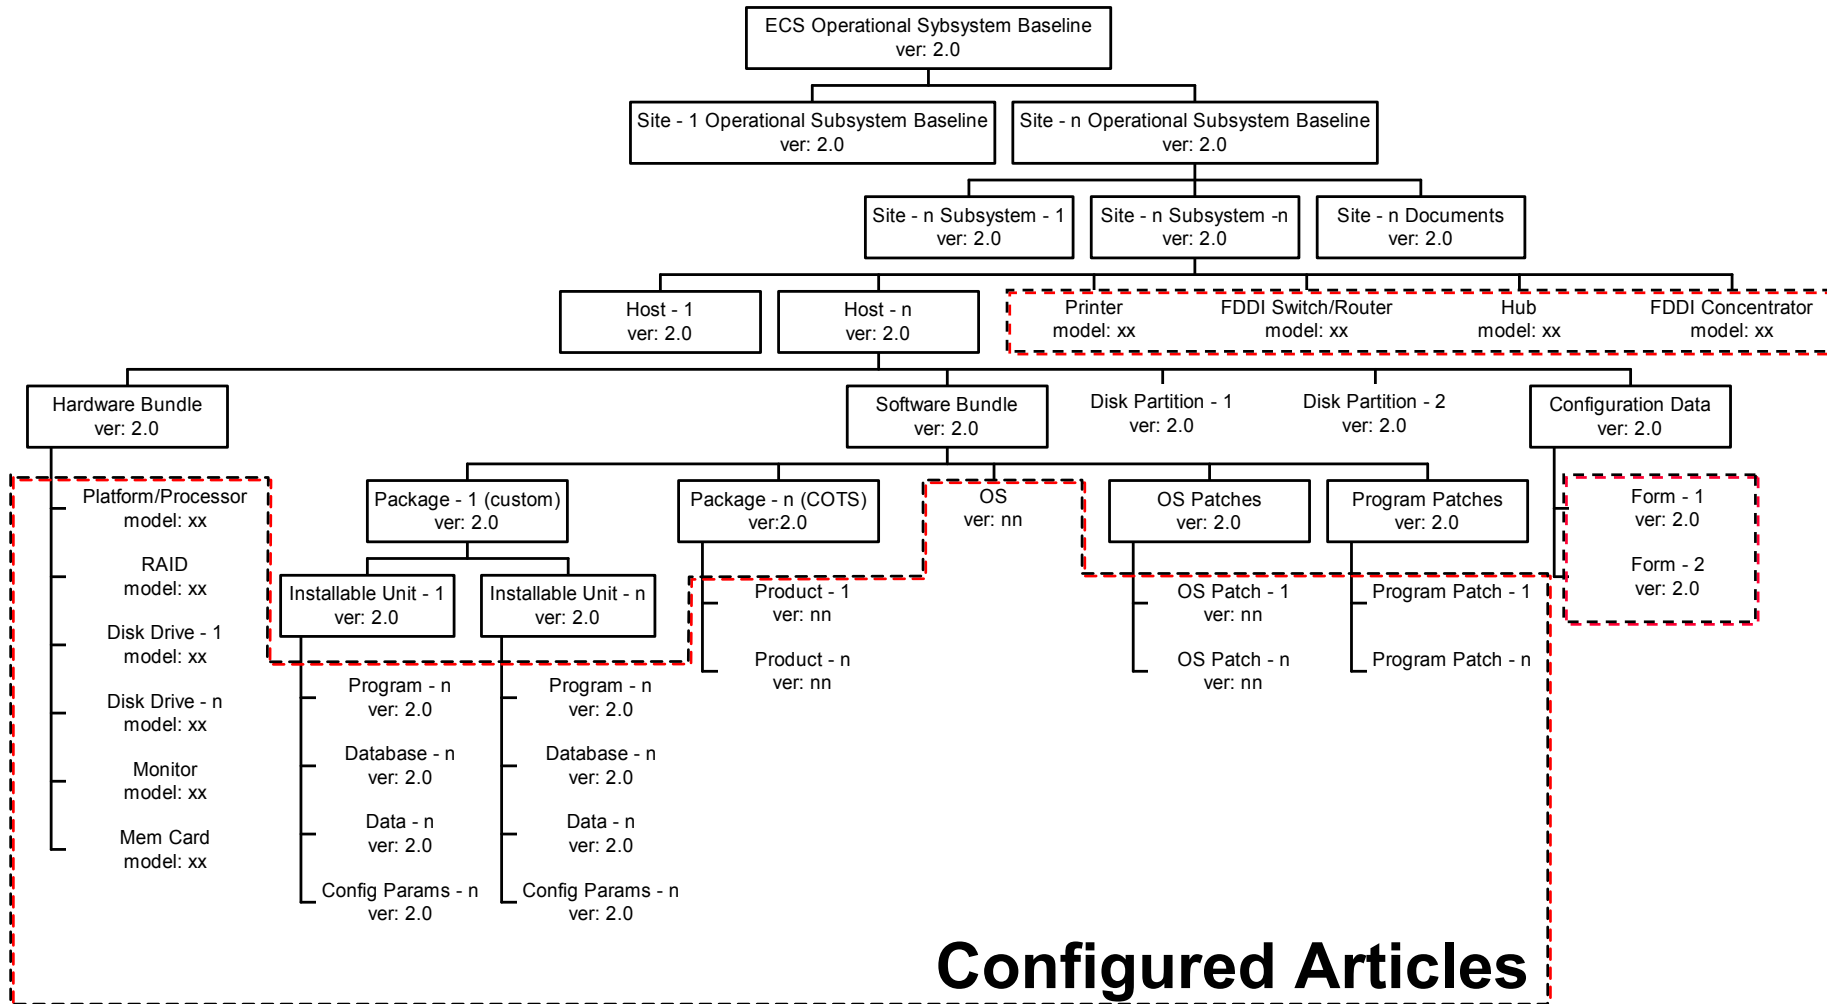 ECS Operational Sybsystem Baseline
ver: 2.0
Site - 1 Operational Subsystem Baseline
ver: 2.0
Site - n Operational Subsystem Baseline
ver: 2.0
Site - n Subsystem - 1
ver: 2.0
Site - n Subsystem -n
ver: 2.0
Site - n Documents
ver: 2.0
Host - 1
ver: 2.0
Host - n
ver: 2.0
Printer
model: xx
FDDI Switch/Router
model: xx
Hub
model: xx
FDDI Concentrator
model: xx
Hardware Bundle
ver: 2.0
Software Bundle
ver: 2.0
Disk Partition - 1
ver: 2.0
Disk Partition - 2
ver: 2.0
Configuration Data
ver: 2.0
Platform/Processor
model: xx
RAID
model: xx
Disk Drive - 1
model: xx
Disk Drive - n
model: xx
Monitor
model: xx
Mem Card
model: xx
Package - 1 (custom)
ver: 2.0
Package - n (COTS)
ver:2.0
OS
ver: nn
OS Patches
ver: 2.0
Program Patches
ver: 2.0
Form - 1
ver: 2.0
Form - 2
ver: 2.0
Installable Unit - 1
ver: 2.0
Installable Unit - n
ver: 2.0
Product - 1
ver: nn
Product - n
ver: nn
OS Patch - 1
ver: nn
OS Patch - n
ver: nn
Program Patch - 1
Program Patch - n
Program - n
ver: 2.0
Database - n
ver: 2.0
Data - n
ver: 2.0
Config Params - n
ver: 2.0
Program - n
ver: 2.0
Database - n
ver: 2.0
Data - n
ver: 2.0
Config Params - n
ver: 2.0
Configured Articles